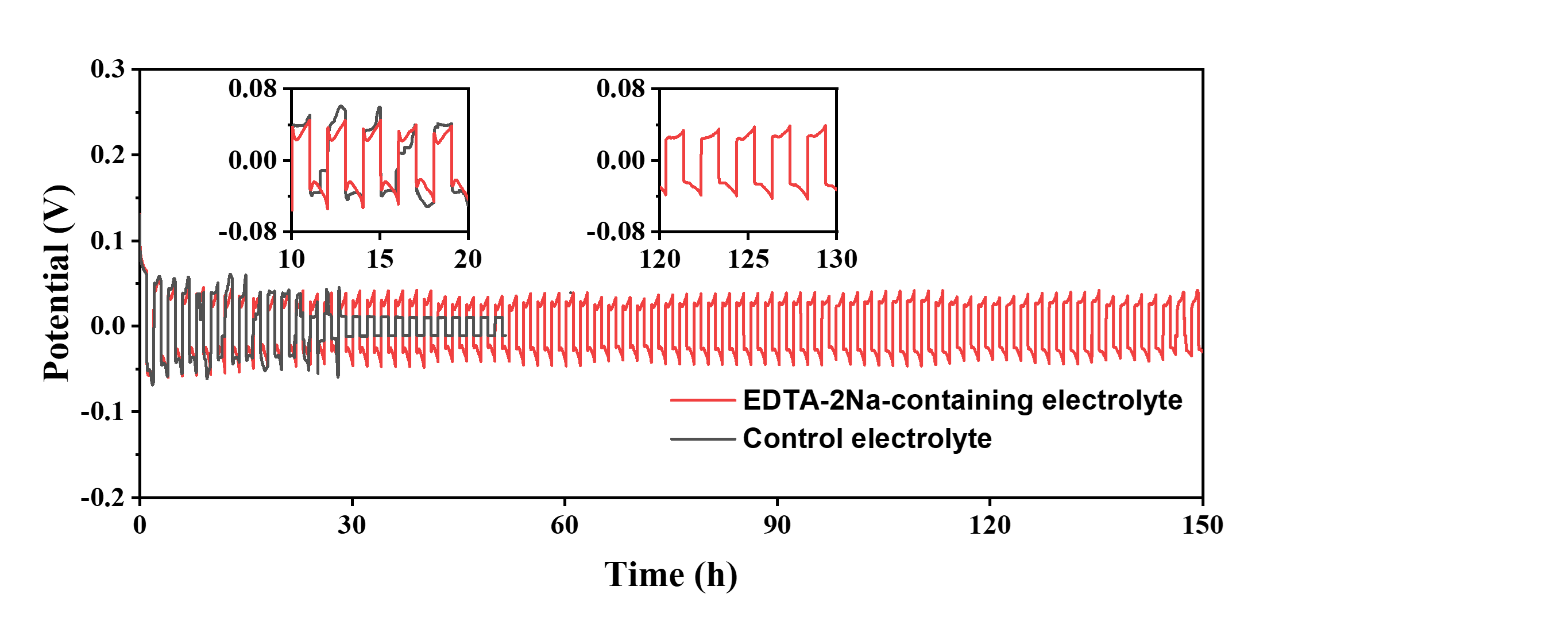 0.3
0.2
0.1
0.0
-0.1
-0.2
Potential (V)
0.08
0.00
-0.08
10 15 20
0.08
0.00
-0.08
120 125 130
EDTA-2Na-containing electrolyte
Control electrolyte
0 30 60 90 120 150
Time (h)